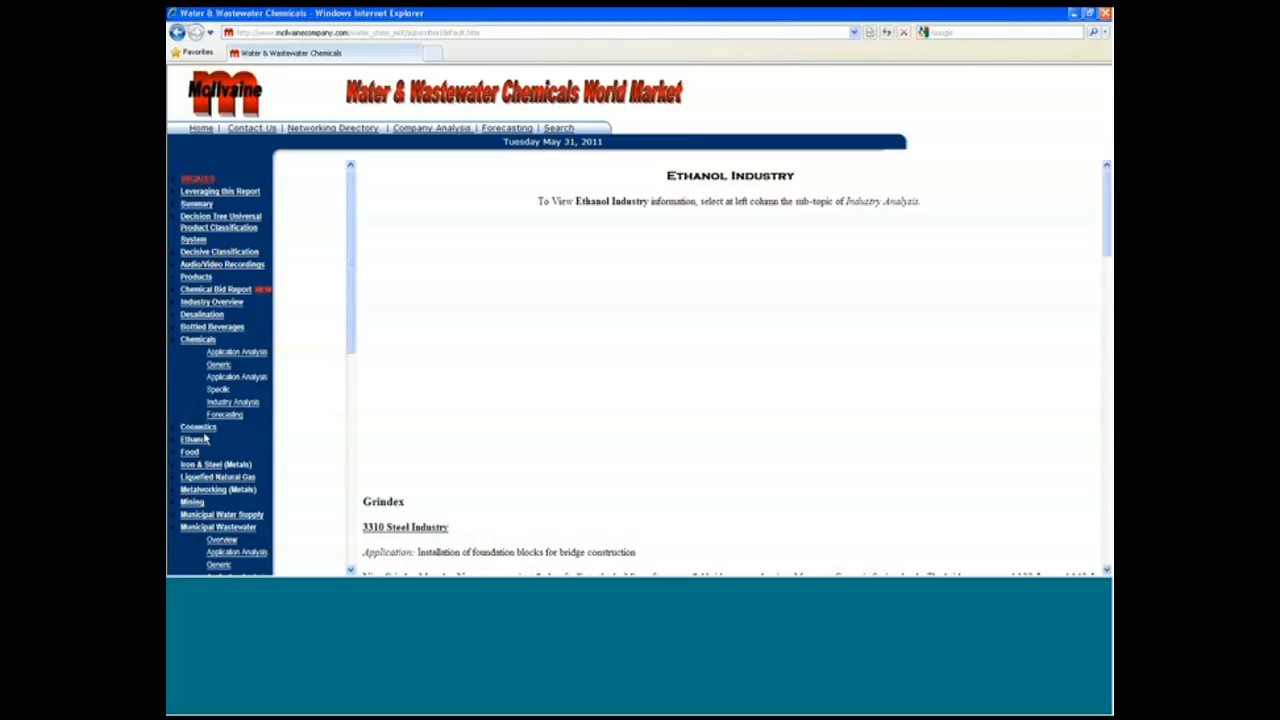 Water & Wastewater Chemicals - Windows Internet Explorer
Favorites
Water & Wastewater Chemicals
Google
McIlvaine
Water & Wastewater Chemicals World Market
Home | Contact Us | Networking Directory | Company Analysis | Forecasting | Search
Tuesday May 31, 2011
Leveraging this Report
Summary
Decision Tree Universal
Product Classification
System
Decisive Classification
Audio/Video Recordings
Products
Chemical Bid Report NEW
Industry Overview
Desalination
Bottled Beverages
Chemicals
Application Analysis
Generic
Application Analysis
Specific
Industry Analysis
Forecasting
Cosmetics
Ethanol
Food
Iron & Steel (Metals)
Liquefied Natural Gas
Metalworking (Metals)
Mining
Municipal Water Supply
Municipal Wastewater
Overview
Application Analysis
Generic
Ethanol Industry
To View Ethanol Industry information, select at left column the sub-topic of Industry Analysis.
Grindex
3310 Steel Industry
Application: Installation of foundation blocks for bridge construction